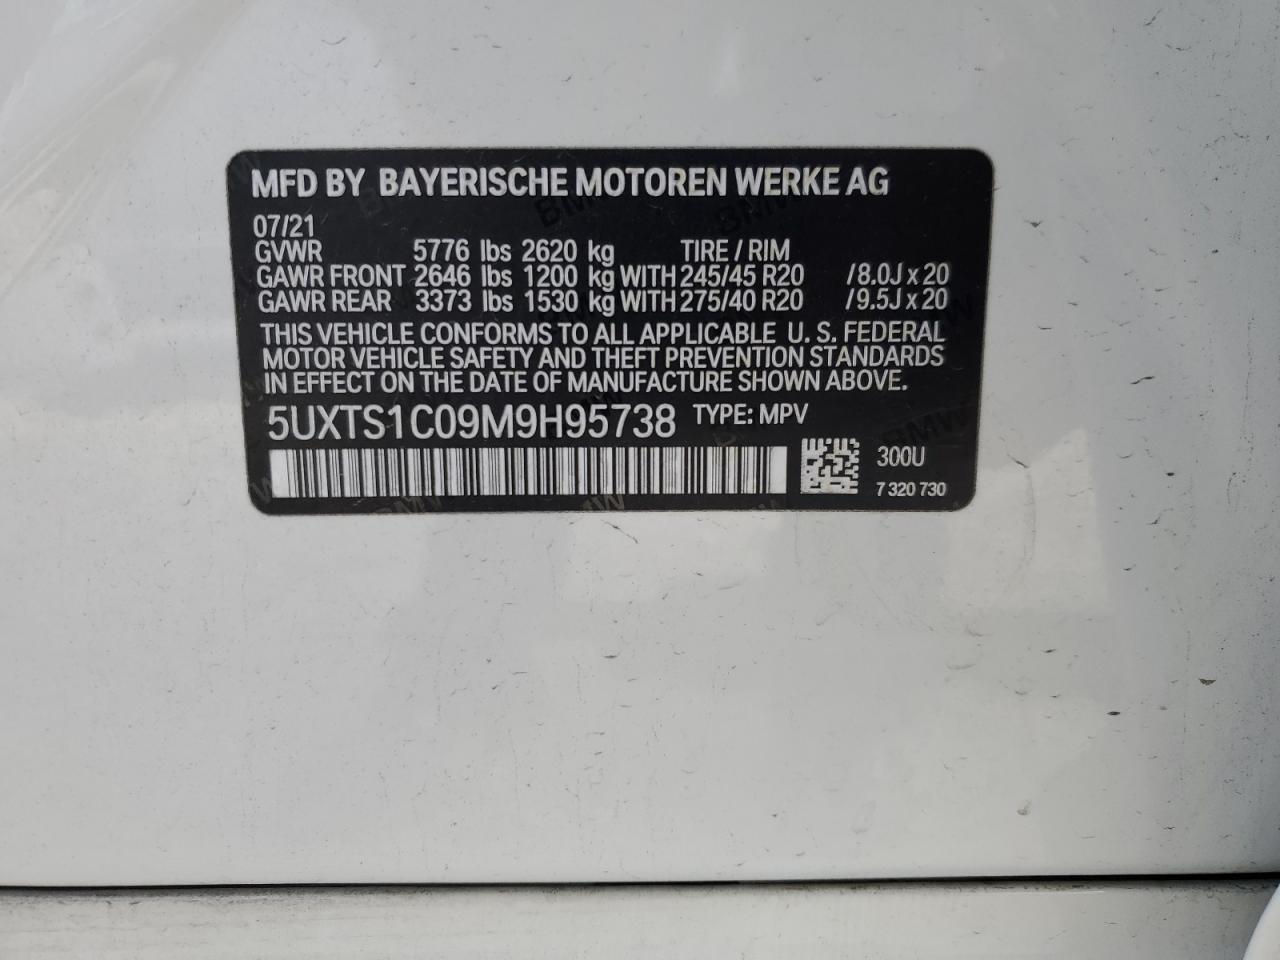 MFD BY BAYERISCHE MOTOREN WERKE AG
07/21
GVWR 5776 lbs 2620 kg TIRE / RIM
GAWR FRONT 2646 lbs 1200 kg WITH 245/45 R20 /8.0J x 20
GAWR REAR 3373 lbs 1530 kg WITH 275/40 R20 /9.5J x 20
THIS VEHICLE CONFORMS TO ALL APPLICABLE U. S. FEDERAL
MOTOR VEHICLE SAFETY AND THEFT PREVENTION STANDARDS
IN EFFECT ON THE DATE OF MANUFACTURE SHOWN ABOVE.
5UXTS1C09M9H95738 TYPE: MPV
300U
7 320 730